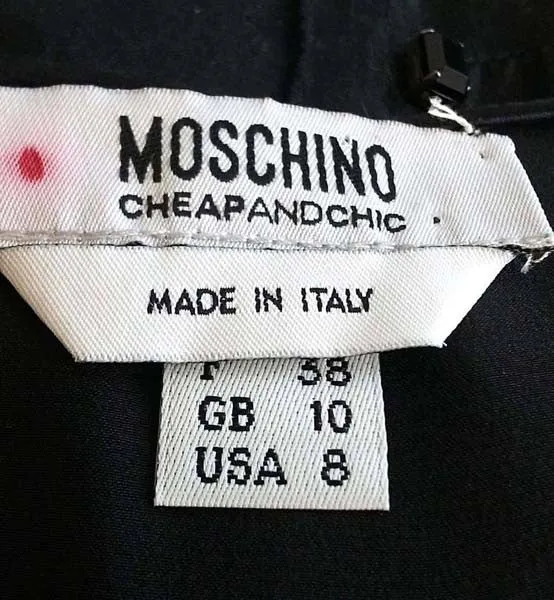 MOSCHINO
CHEAPANDCHIC
MADE IN ITALY
F 38
GB 10
USA 8